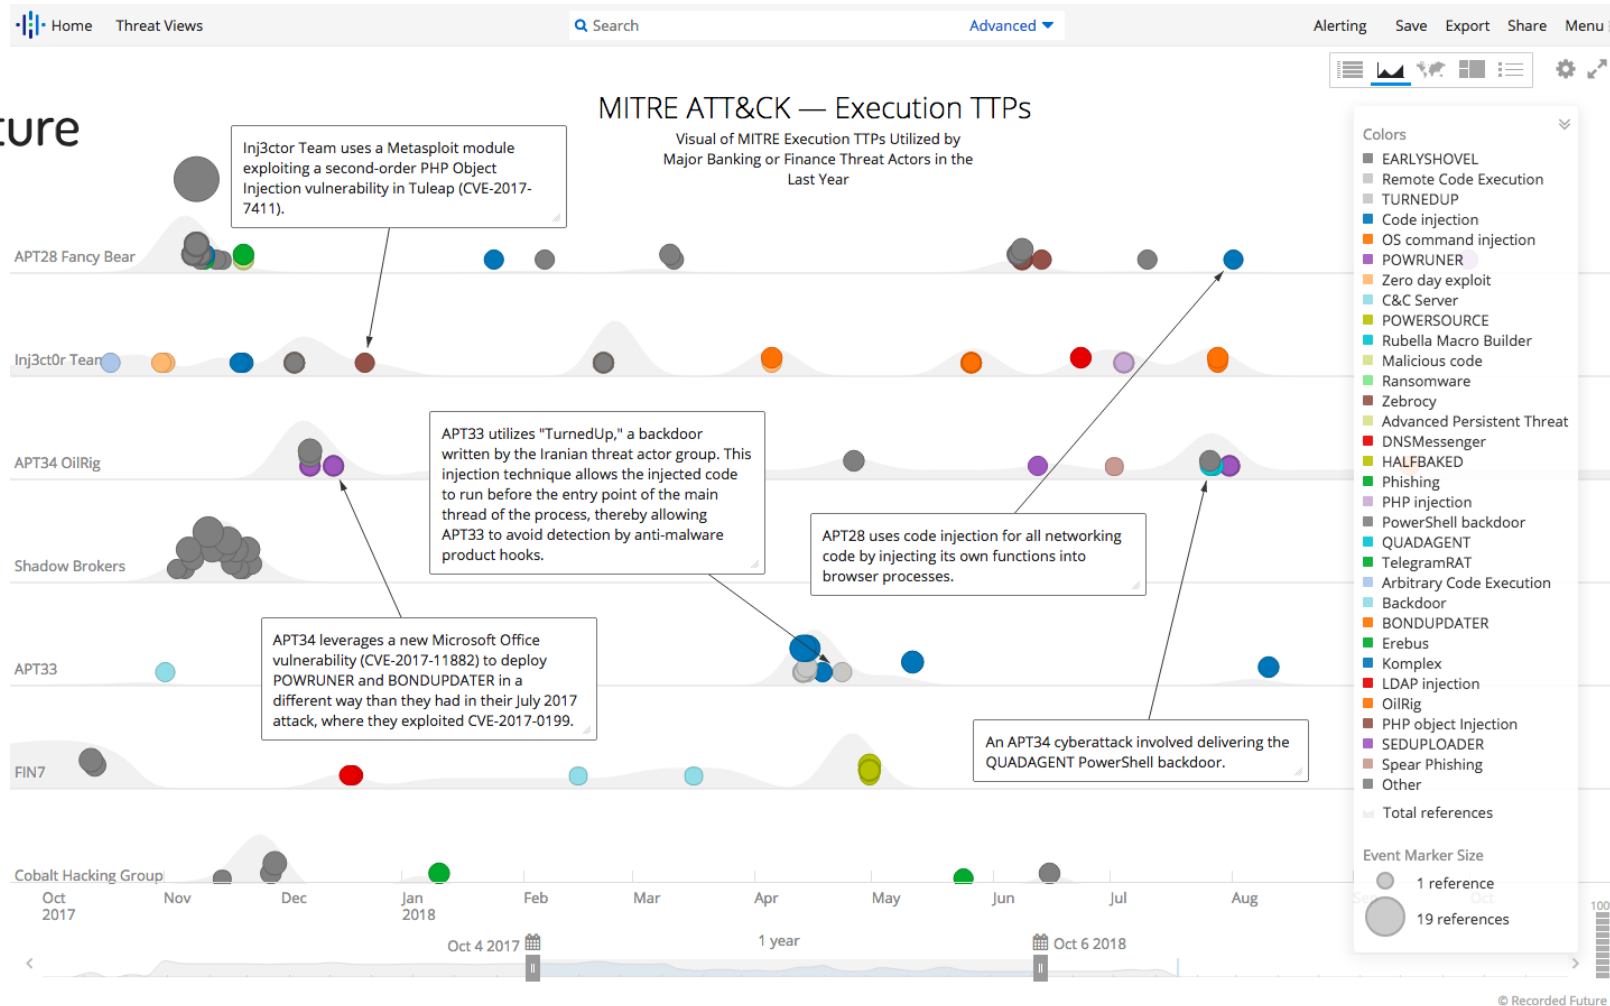 Home Threat Views Search Advanced Alerting Save Export Share Menu
ture
MITRE ATT&CK — Execution TTPs
Visual of MITRE Execution TTPs Utilized by
Major Banking or Finance Threat Actors in the
Last Year
Inj3ctor Team uses a Metasploit module
exploiting a second-order PHP Object
Injection vulnerability in Tuleap (CVE-2017-
7411).
APT28 Fancy Bear
Inj3ct0r Team
APT34 OilRig
APT33 utilizes "TurnedUp," a backdoor
written by the Iranian threat actor group. This
injection technique allows the injected code
to run before the entry point of the main
thread of the process, thereby allowing
APT33 to avoid detection by anti-malware
product hooks.
APT28 uses code injection for all networking
code by injecting its own functions into
browser processes.
Shadow Brokers
APT34 leverages a new Microsoft Office
vulnerability (CVE-2017-11882) to deploy
POWRUNER and BONDUPDATER in a
different way than they had in their July 2017
attack, where they exploited CVE-2017-0199.
APT33
An APT34 cyberattack involved delivering the
QUADAGENT PowerShell backdoor.
FIN7
Cobalt Hacking Group
Oct Nov Dec Jan Feb Mar Apr May Jun Jul Aug Sep Oct
2017 2018
Oct 4 2017 1 year Oct 6 2018
Colors
EARLYSHOVEL
Remote Code Execution
TURNEDUP
Code injection
OS command injection
POWRUNER
Zero day exploit
C&C Server
POWERSOURCE
Rubella Macro Builder
Malicious code
Ransomware
Zebrocy
Advanced Persistent Threat
DNSMessenger
HALFBAKED
Phishing
PHP injection
PowerShell backdoor
QUADAGENT
TelegramRAT
Arbitrary Code Execution
Backdoor
BONDUPDATER
Erebus
Komplex
LDAP injection
OilRig
PHP object Injection
SEDUPLOADER
Spear Phishing
Other
Total references
Event Marker Size
1 reference
19 references
100
© Recorded Future